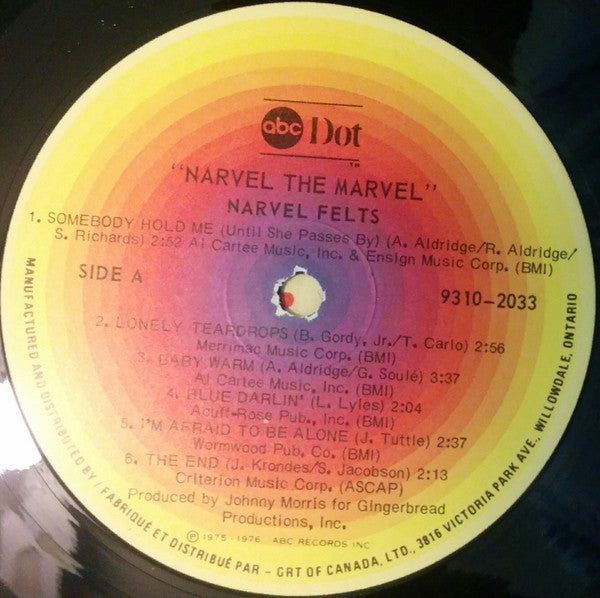 abc Dot
TM
"NARVEL THE MARVEL"
NARVEL FELTS
1. SOMEBODY HOLD ME (Until She Passes By) (A. Aldridge/R. Aldridge/
S. Richards) 2:52 Al Cartee Music, Inc. & Ensign Music Corp. (BMI)
SIDE A
9310-2033
2. LONELY TEARDROPS (B. Gordy, Jr./T. Carlo) 2:56
Merrimac Music Corp. (BMI)
3. BABY WARM (A. Aldridge/G. Soulé) 3:37
Al Cartee Music, Inc. (BMI)
4. BLUE DARLIN' (L. Lyles) 2:04
Acuff-Rose Pub., Inc. (BMI)
5. I'M AFRAID TO BE ALONE (J. Tuttle) 2:37
Wormwood Pub. Co. (BMI)
6. THE END (J. Krondes/S. Jacobson) 2:13
Criterion Music Corp. (ASCAP)
Produced by Johnny Morris for Gingerbread
Productions, Inc.
Ⓟ 1975 - 1976 ABC RECORDS INC
MANUFACTURED AND DISTRIBUTED BY / FABRIQUÉ ET DISTRIBUÉ PAR - GRT OF CANADA, LTD., 3816 VICTORIA PARK AVE., WILLOWDALE, ONTARIO